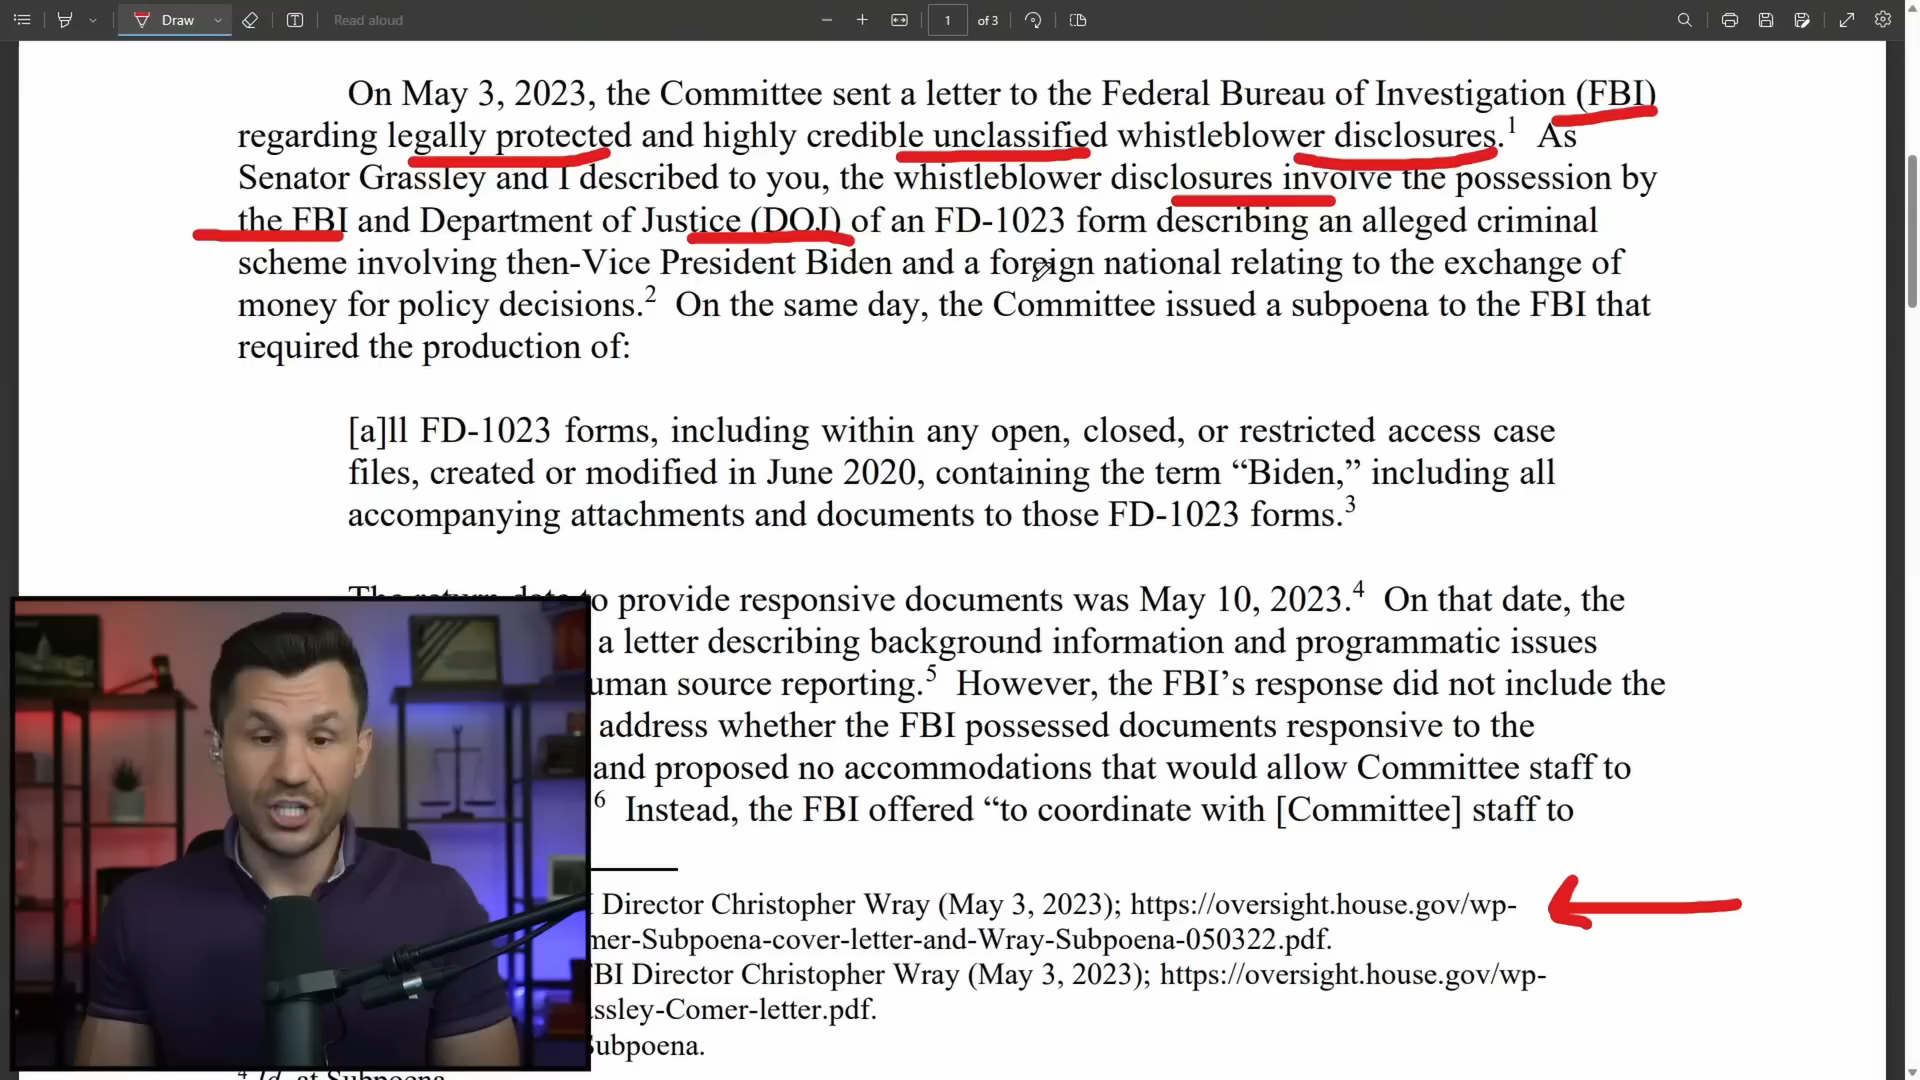 Draw
Read aloud
1
of 3
On May 3, 2023, the Committee sent a letter to the Federal Bureau of Investigation (FBI)
regarding legally protected and highly credible unclassified whistleblower disclosures.1 As
Senator Grassley and I described to you, the whistleblower disclosures involve the possession by
the FBI and Department of Justice (DOJ) of an FD-1023 form describing an alleged criminal
scheme involving then-Vice President Biden and a foreign national relating to the exchange of
money for policy decisions.2 On the same day, the Committee issued a subpoena to the FBI that
required the production of:
[a]ll FD-1023 forms, including within any open, closed, or restricted access case
files, created or modified in June 2020, containing the term “Biden,” including all
accompanying attachments and documents to those FD-1023 forms.3
The return date to provide responsive documents was May 10, 2023.4 On that date, the
a letter describing background information and programmatic issues
uman source reporting.5 However, the FBI’s response did not include the
address whether the FBI possessed documents responsive to the
and proposed no accommodations that would allow Committee staff to
6 Instead, the FBI offered “to coordinate with [Committee] staff to
Director Christopher Wray (May 3, 2023); https://oversight.house.gov/wp-
mer-Subpoena-cover-letter-and-Wray-Subpoena-050322.pdf.
BI Director Christopher Wray (May 3, 2023); https://oversight.house.gov/wp-
assley-Comer-letter.pdf.
Subpoena.
4 Id. at Subpoena